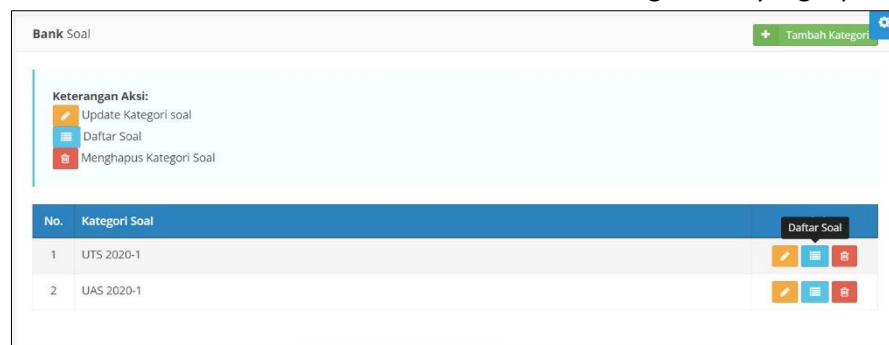 Bank Soal
+ Tambah Kategori
Keterangan Aksi:
Update Kategori soal
Daftar Soal
Menghapus Kategori Soal
No. Kategori Soal
Daftar Soal
1 UTS 2020-1
2 UAS 2020-1